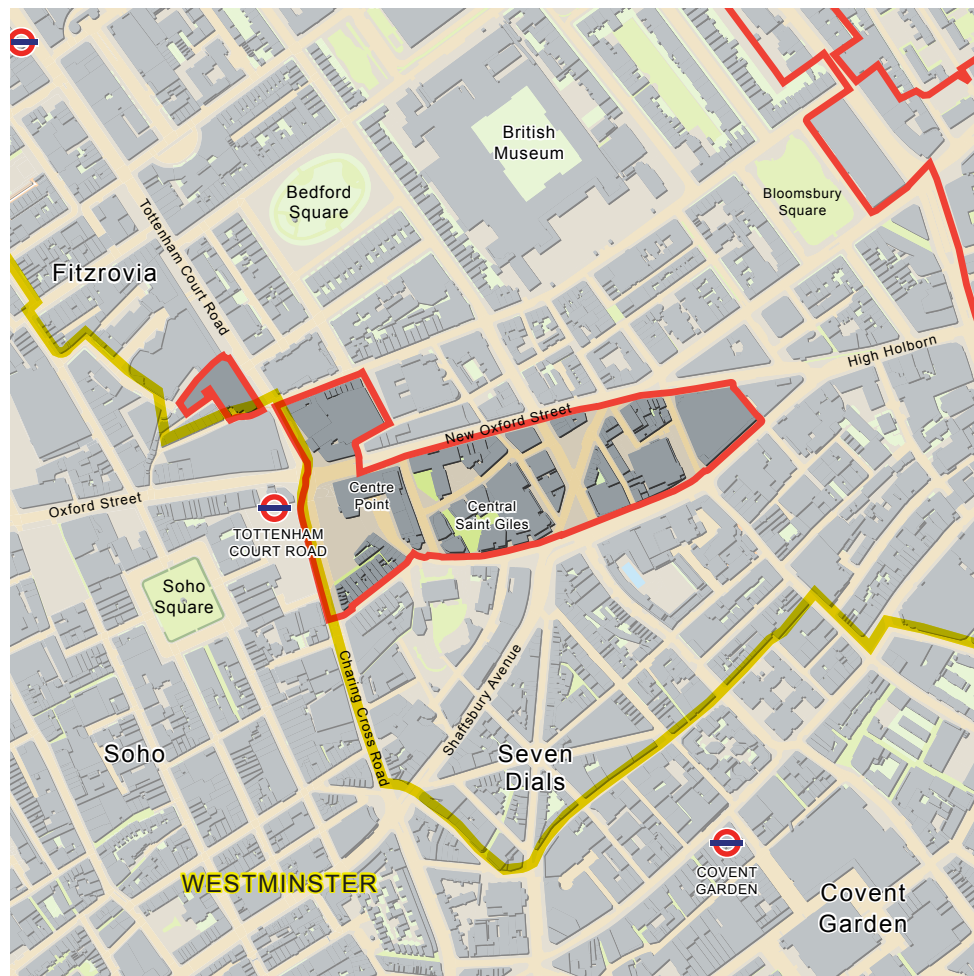 British
Museum
Bedford
Square
Bloomsbury
Square
Tottenham Court Road
Fitzrovia
High Holborn
New Oxford Street
Centre
Point
Oxford Street
Central
Saint Giles
TOTTENHAM
COURT ROAD
Soho
Square
Charing Cross Road
Shaftsbury Avenue
Soho
Seven
Dials
COVENT
GARDEN
WESTMINSTER
Covent
Garden